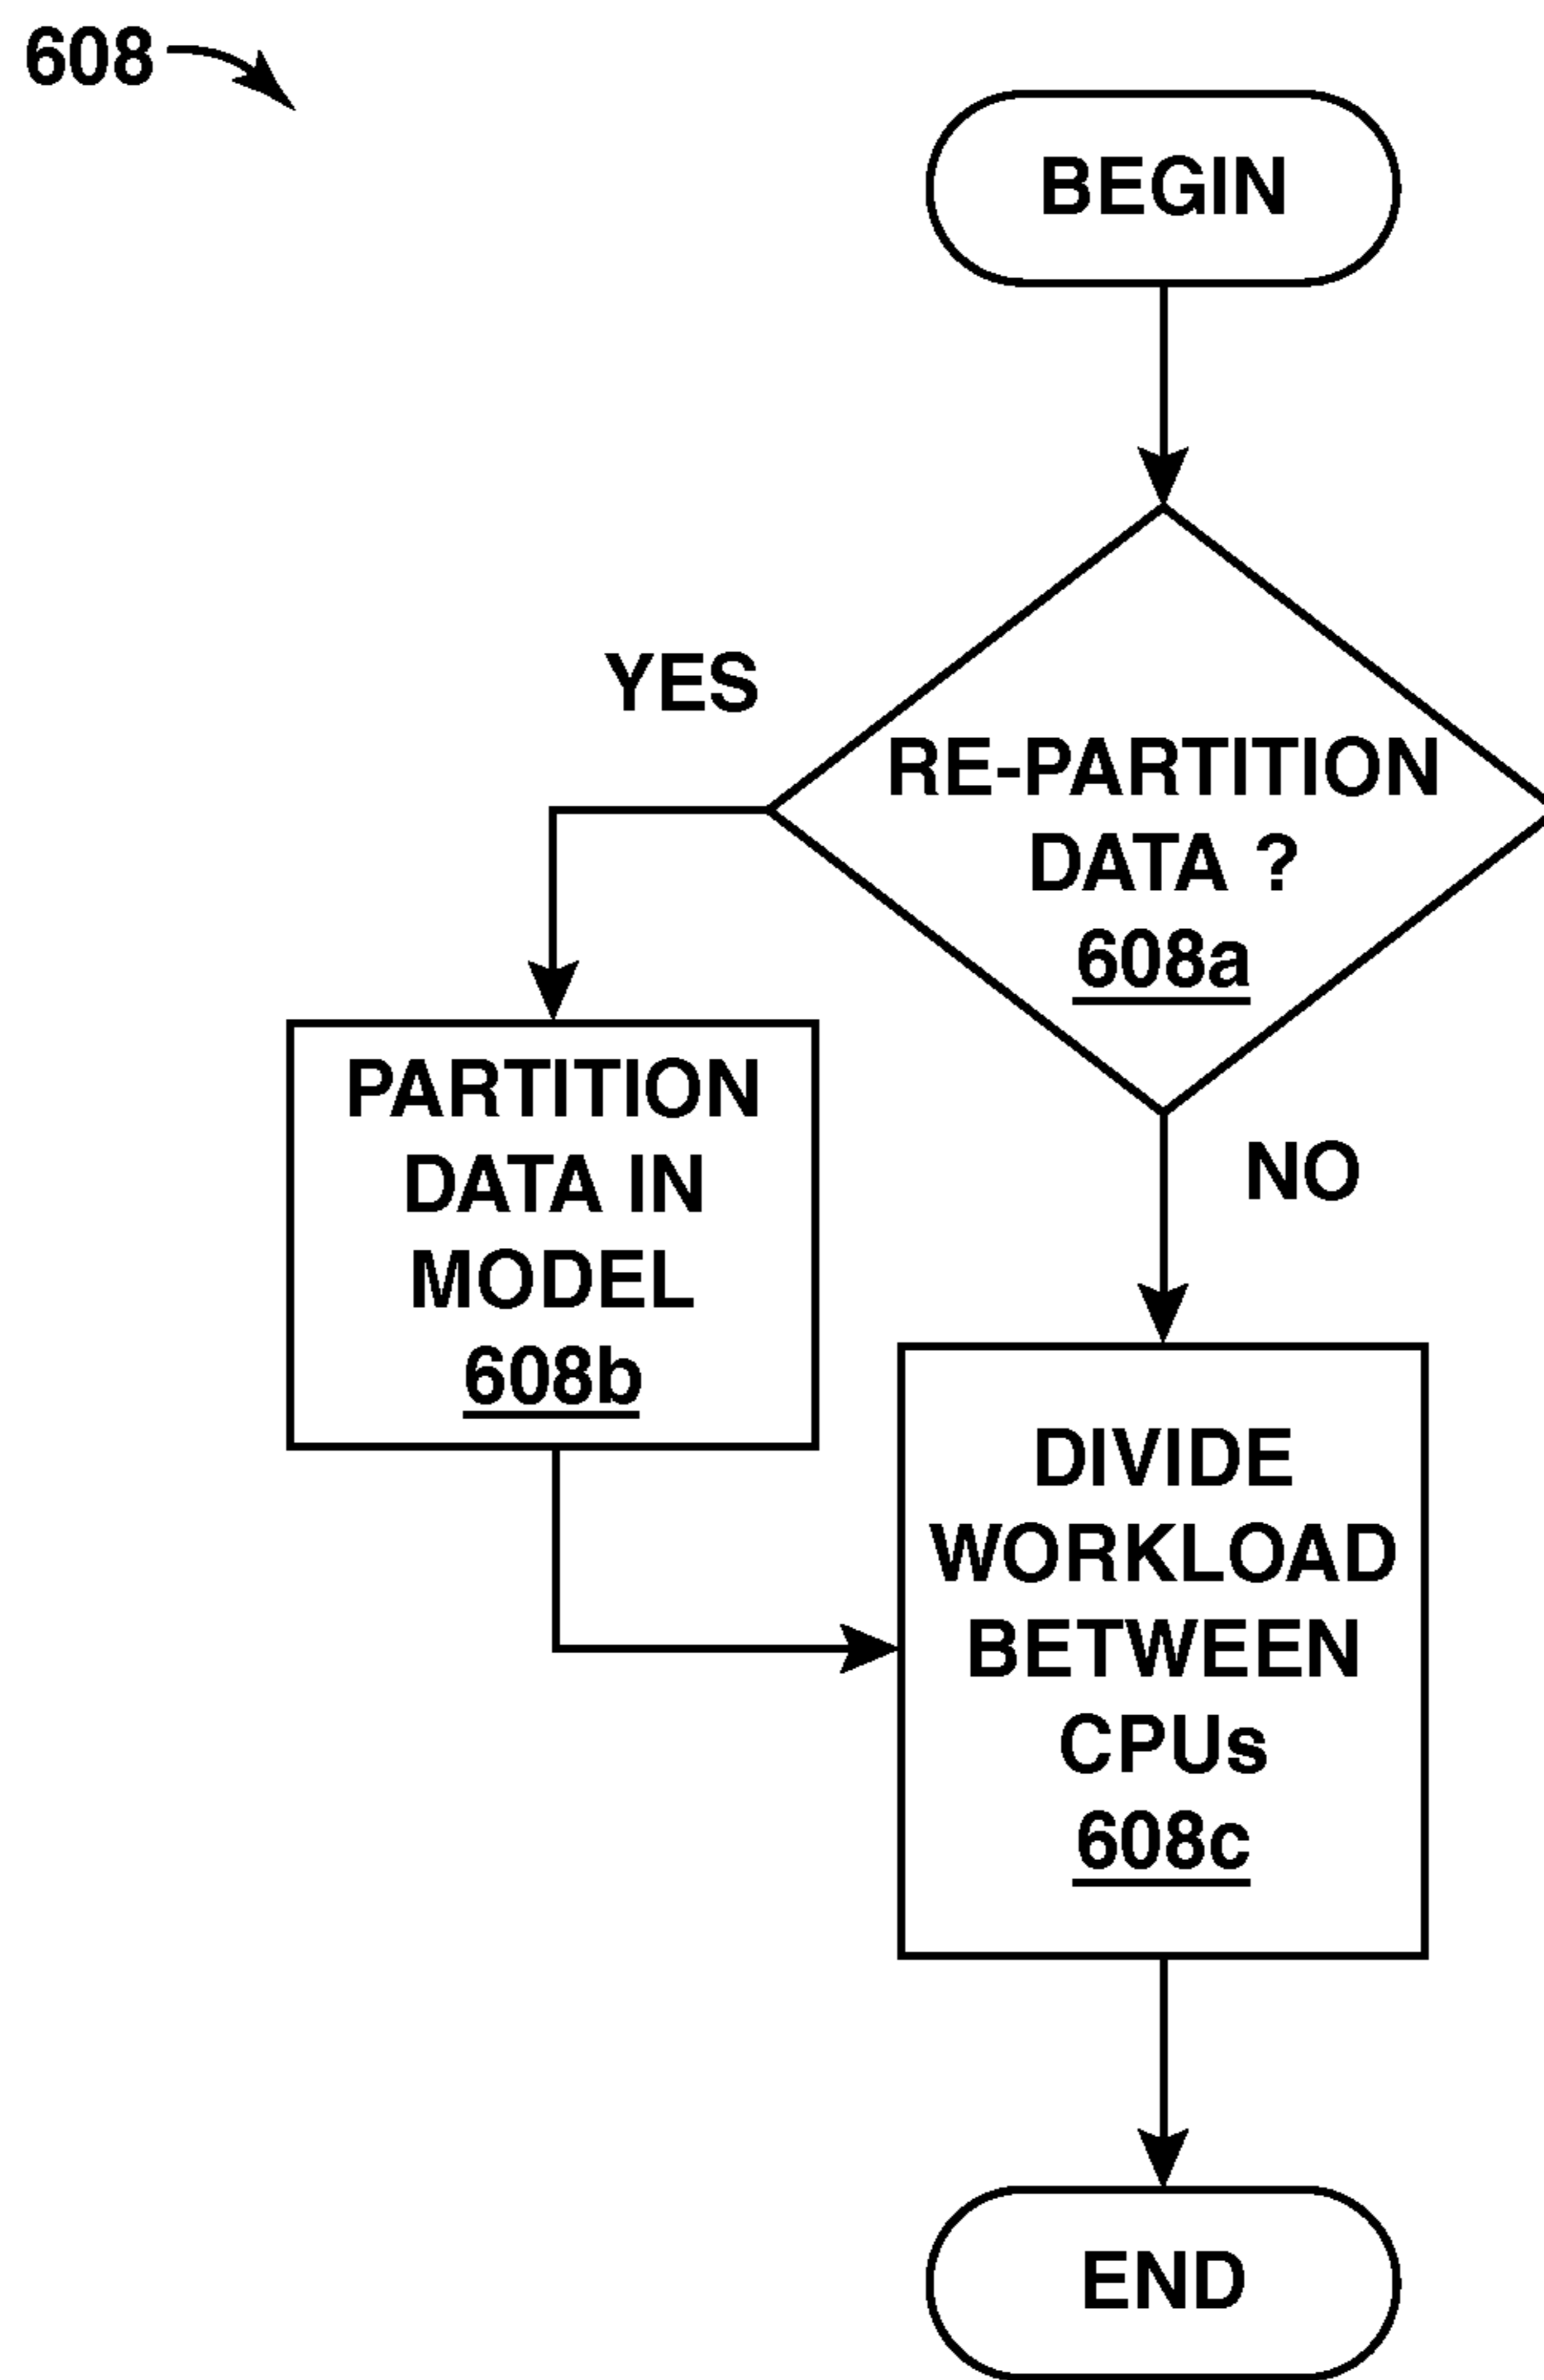 608
BEGIN
YES
RE-PARTITION
DATA ?
608a
PARTITION
DATA IN
MODEL
608b
NO
DIVIDE
WORKLOAD
BETWEEN
CPUs
608c
END